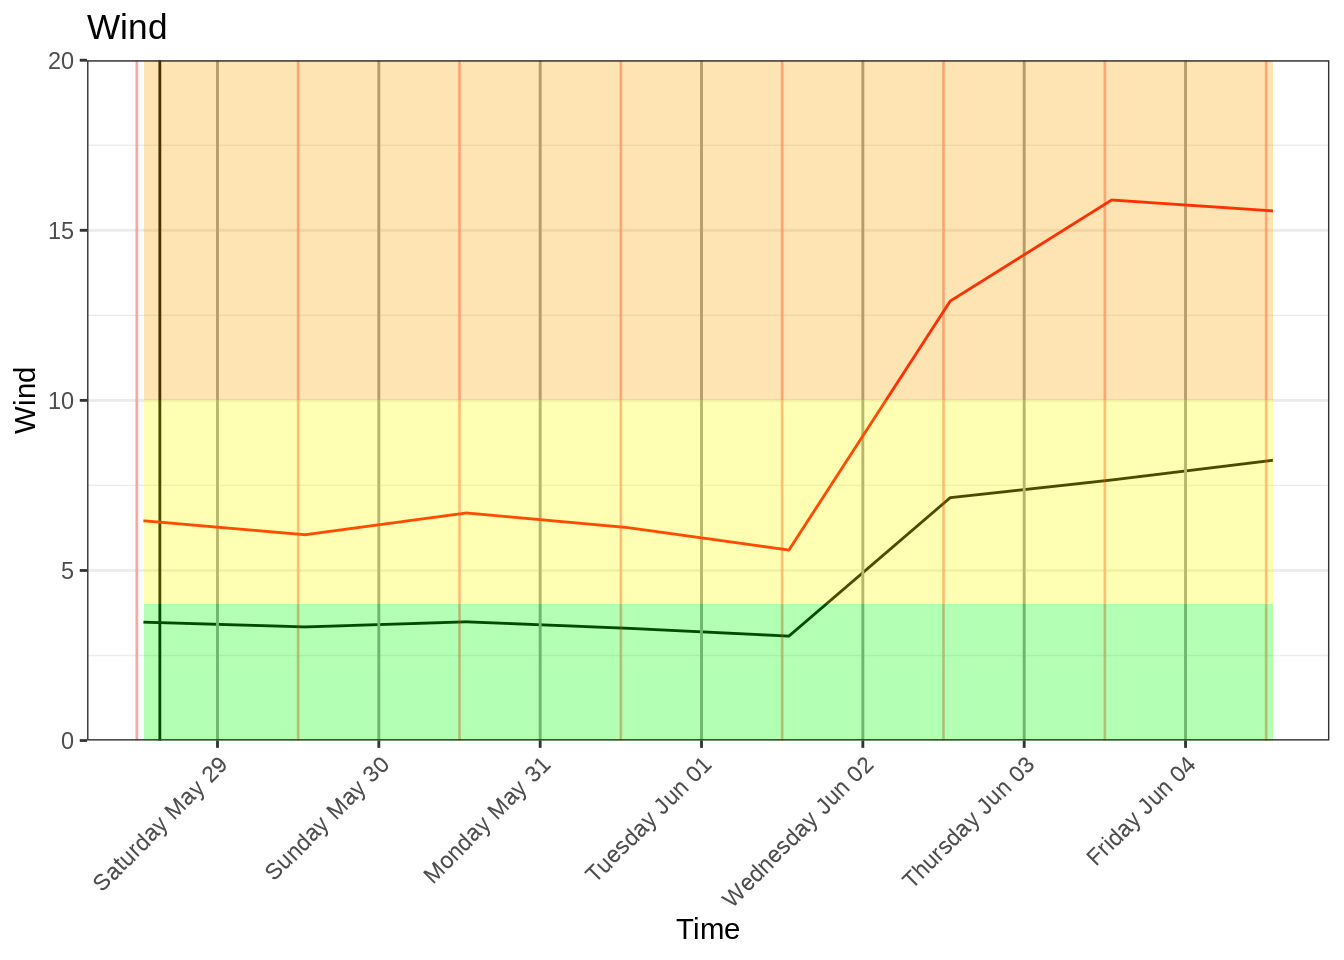 Wind
20
15
10
5
0
Wind
Saturday May 29
Sunday May 30
Monday May 31
Tuesday Jun 01
Wednesday Jun 02
Thursday Jun 03
Friday Jun 04
Time